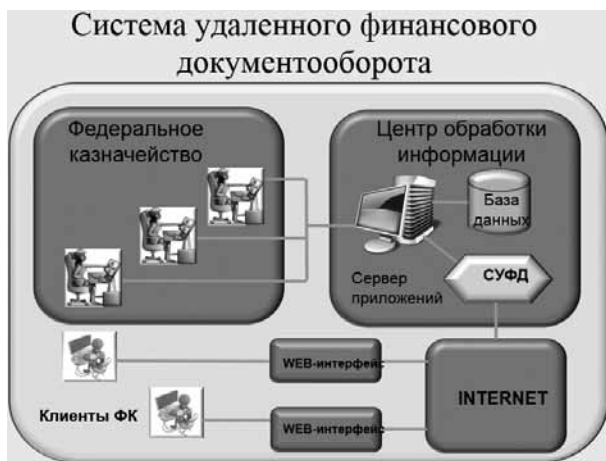 Система удаленного финансового
документооборота
Федеральное
казначейство
Центр обработки
информации
База
данных
Сервер
приложений
СУФД
WEB-интерфейс
INTERNET
Клиенты ФК
WEB-интерфейс